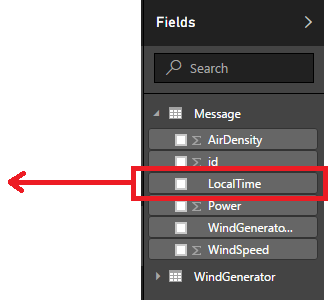 Fields
Search
Message
AirDensity
id
LocalTime
Power
WindGenerato...
WindSpeed
WindGenerator